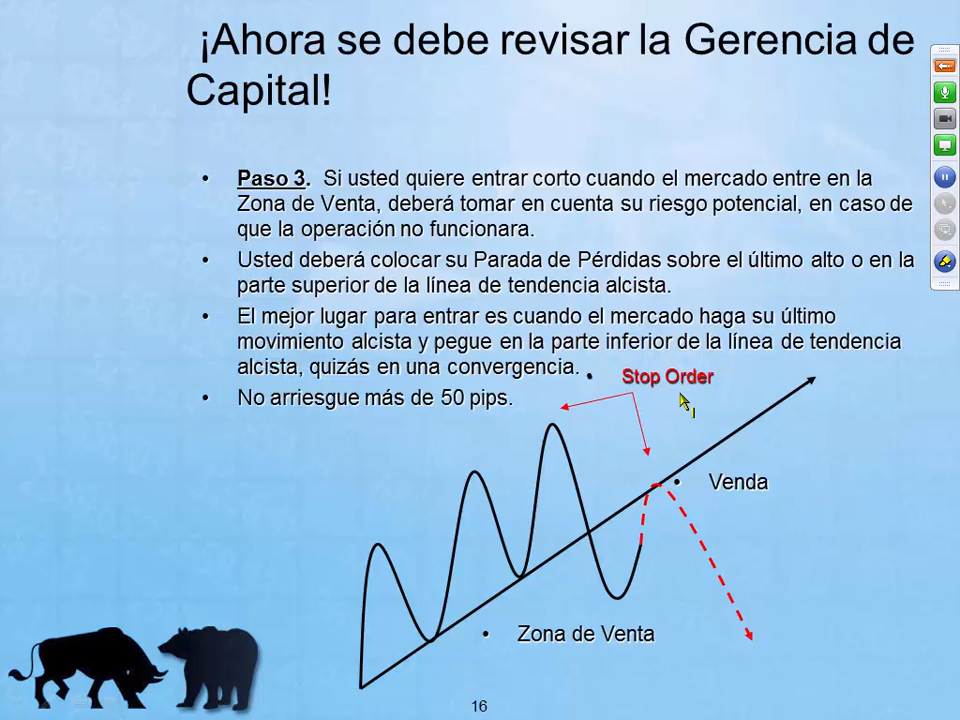 ¡Ahora se debe revisar la Gerencia de
Capital!
• Paso 3. Si usted quiere entrar corto cuando el mercado entre en la
Zona de Venta, deberá tomar en cuenta su riesgo potencial, en caso de
que la operación no funcionara.
• Usted deberá colocar su Parada de Pérdidas sobre el último alto o en la
parte superior de la línea de tendencia alcista.
• El mejor lugar para entrar es cuando el mercado haga su último
movimiento alcista y pegue en la parte inferior de la línea de tendencia
alcista, quizás en una convergencia.
• No arriesgue más de 50 pips.
• Stop Order
• Venda
• Zona de Venta
16